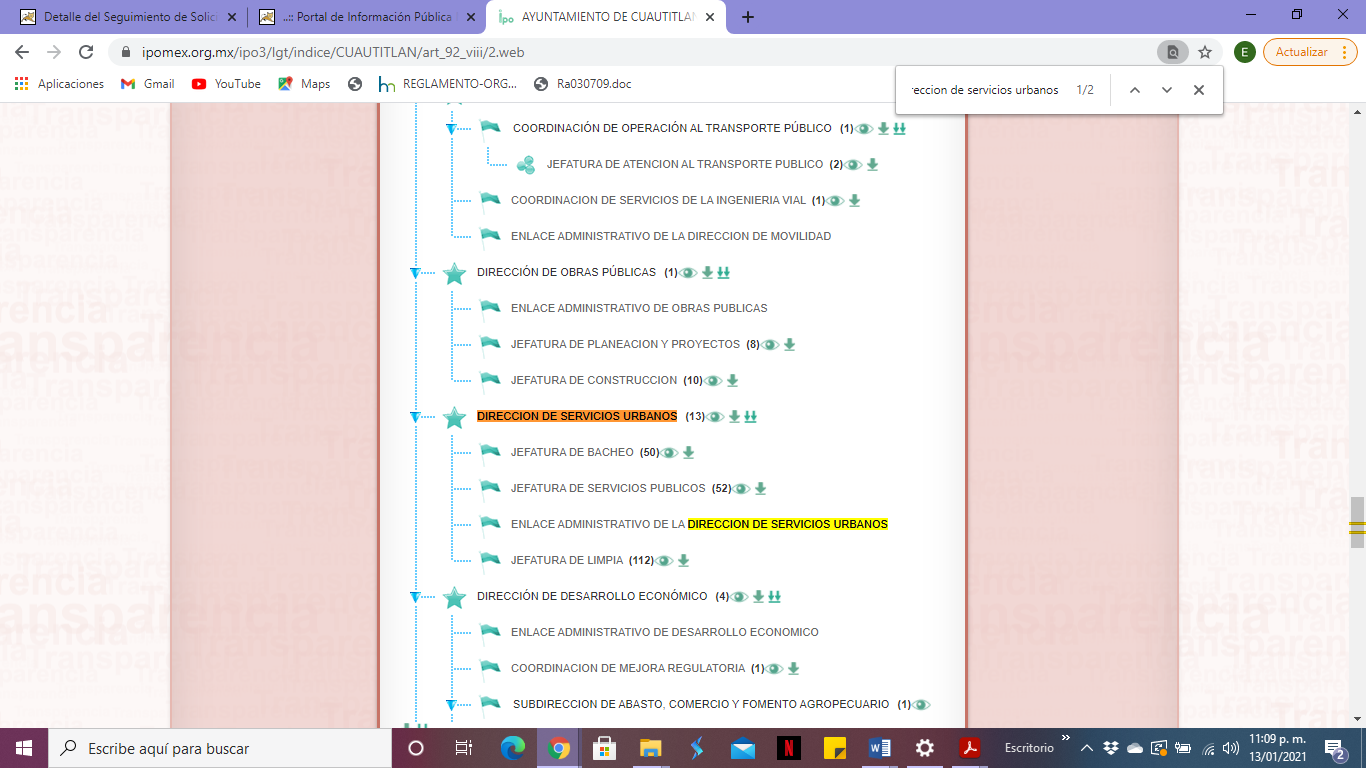 Detalle del Seguimiento de Solici
..:: Portal de Información Pública
ipo AYUNTAMIENTO DE CUAUTITLAN
ipomex.org.mx/ipo3/lgt/indice/CUAUTITLAN/art_92_viii/2.web
E
Actualizar
Aplicaciones
Gmail
YouTube
Maps
REGLAMENTO-ORG...
Ra030709.doc
reccion de servicios urbanos 1/2
COORDINACIÓN DE OPERACIÓN AL TRANSPORTE PÚBLICO (1)
JEFATURA DE ATENCION AL TRANSPORTE PUBLICO (2)
COORDINACION DE SERVICIOS DE LA INGENIERIA VIAL (1)
ENLACE ADMINISTRATIVO DE LA DIRECCION DE MOVILIDAD
DIRECCIÓN DE OBRAS PÚBLICAS (1)
ENLACE ADMINISTRATIVO DE OBRAS PUBLICAS
JEFATURA DE PLANEACION Y PROYECTOS (8)
JEFATURA DE CONSTRUCCION (10)
DIRECCION DE SERVICIOS URBANOS (13)
JEFATURA DE BACHEO (50)
JEFATURA DE SERVICIOS PUBLICOS (52)
ENLACE ADMINISTRATIVO DE LA DIRECCION DE SERVICIOS URBANOS
JEFATURA DE LIMPIA (112)
DIRECCIÓN DE DESARROLLO ECONÓMICO (4)
ENLACE ADMINISTRATIVO DE DESARROLLO ECONOMICO
COORDINACION DE MEJORA REGULATORIA (1)
SUBDIRECCION DE ABASTO, COMERCIO Y FOMENTO AGROPECUARIO (1)
Escribe aquí para buscar
Escritorio
11:09 p. m.
13/01/2021
2